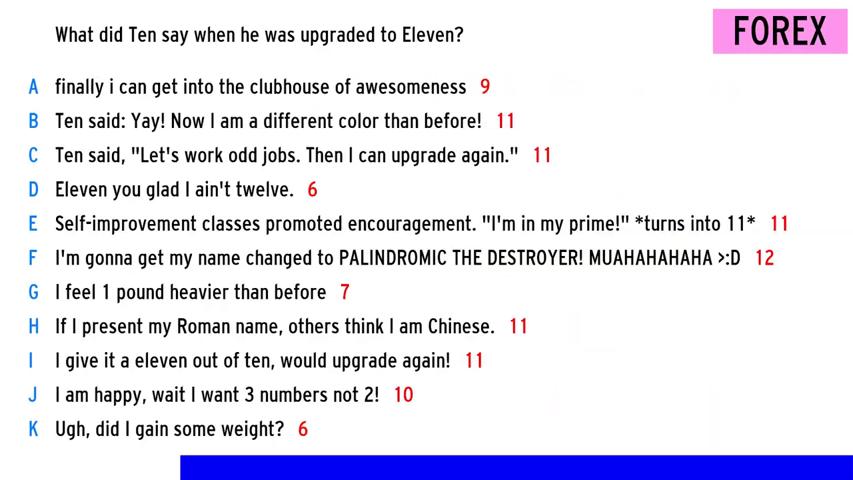 What did Ten say when he was upgraded to Eleven?
FOREX
A finally i can get into the clubhouse of awesomeness 9
B Ten said: Yay! Now I am a different color than before! 11
C Ten said, "Let's work odd jobs. Then I can upgrade again." 11
D Eleven you glad I ain't twelve. 6
E Self-improvement classes promoted encouragement. "I'm in my prime!" *turns into 11* 11
F I'm gonna get my name changed to PALINDROMIC THE DESTROYER! MUAHAHAHAHA >:D 12
G I feel 1 pound heavier than before 7
H If I present my Roman name, others think I am Chinese. 11
I I give it a eleven out of ten, would upgrade again! 11
J I am happy, wait I want 3 numbers not 2! 10
K Ugh, did I gain some weight? 6